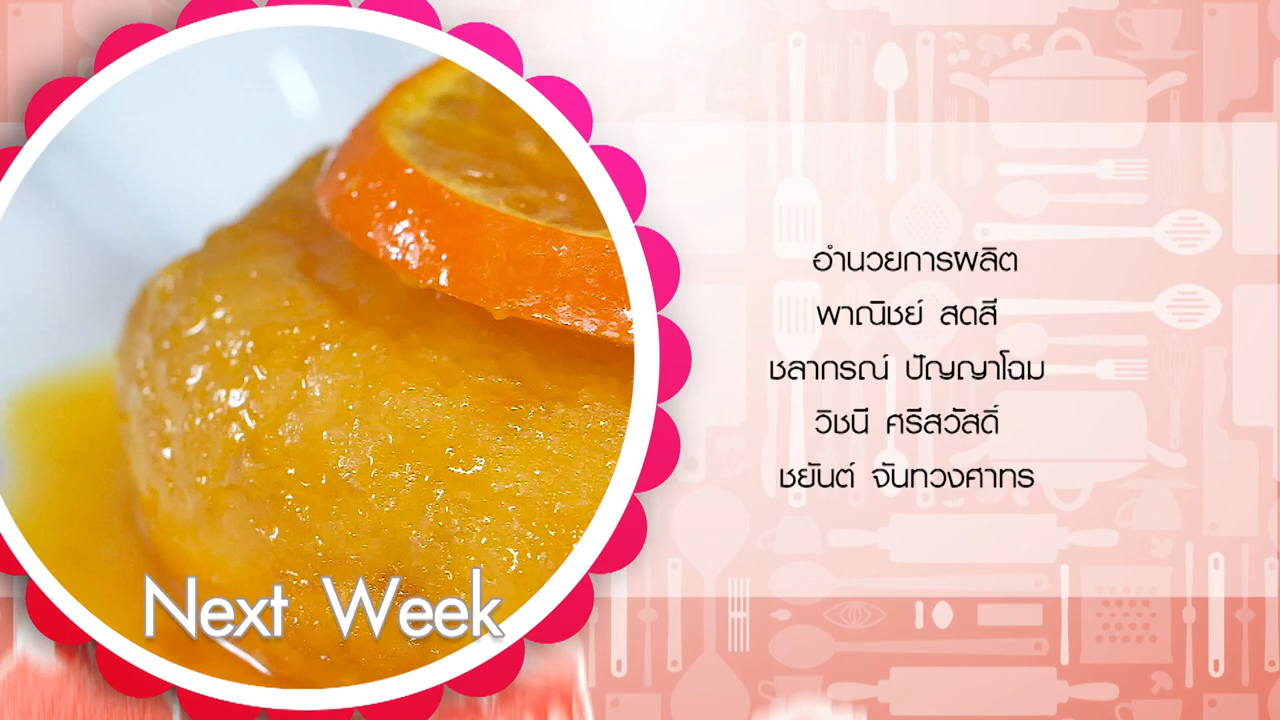 อำนวยการผลิต
พาณิชย์ สดสี
ชลากรณ์ ปัญญาโฉม
วิชนี ศรีสวัสดิ์
ชยันต์ จันทวงศาทร
Next Week